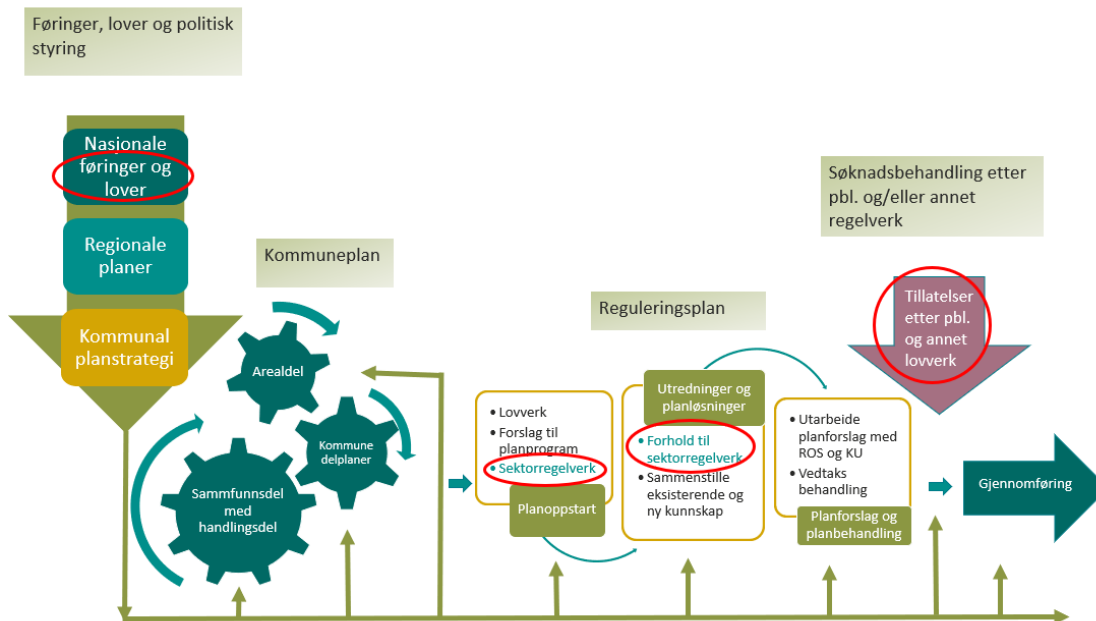 Føringer, lover og politisk
styring
Nasjonale
føringer og
lover
Regionale
planer
Kommunal
planstrategi
Kommuneplan
Arealdel
Kommune
delplaner
Sammfunnsdel
med
handlingsdel
Reguleringsplan
• Lovverk
• Forslag til
planprogram
• Sektorregelverk
Planoppstart
Utredninger og
planløsninger
• Forhold til
sektorregelverk
• Sammenstille
eksisterende og
ny kunnskap
• Utarbeide
planforslag med
ROS og KU
• Vedtaks
behandling
Planforslag og
planbehandling
Søknadsbehandling etter
pbl. og/eller annet
regelverk
Tillatelser
etter pbl.
og annet
lovverk
Gjennomføring